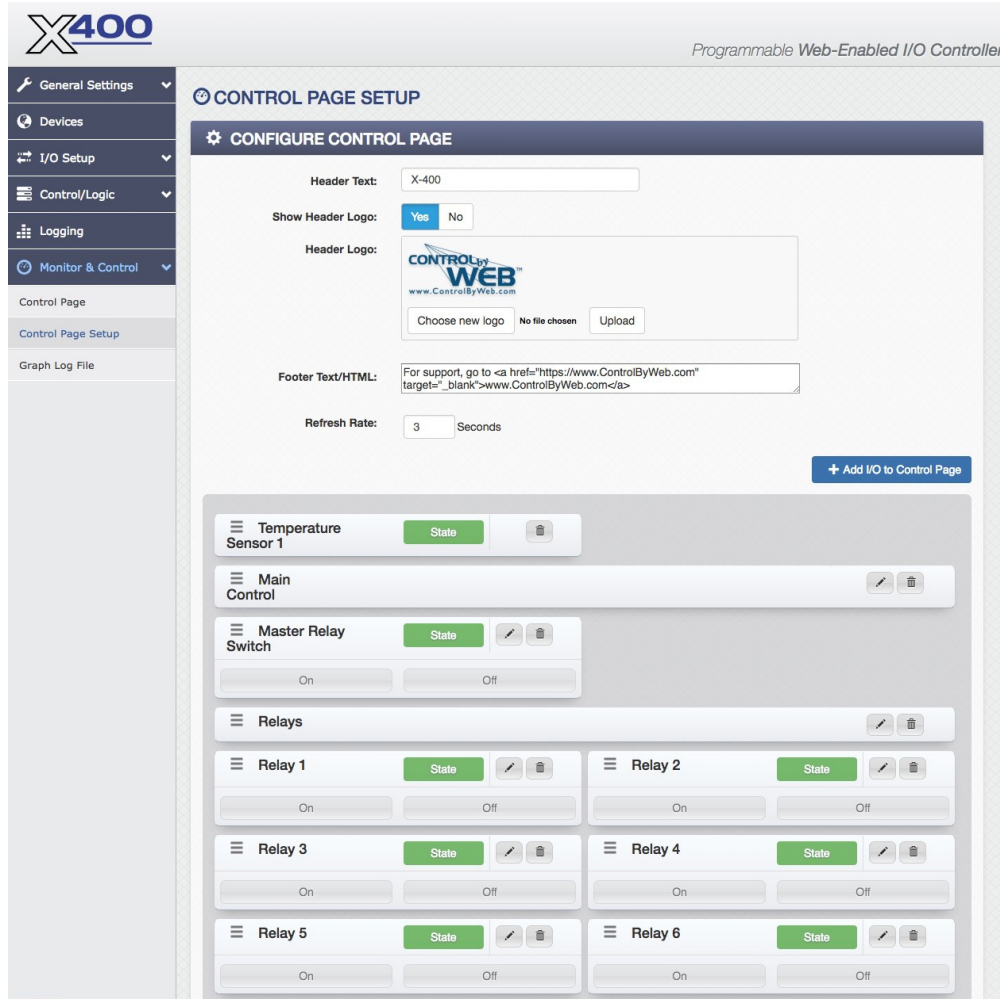 X400
Programmable Web-Enabled I/O Controller
General Settings
Devices
I/O Setup
Control/Logic
Logging
Monitor & Control
Control Page
Control Page Setup
Graph Log File
CONTROL PAGE SETUP
CONFIGURE CONTROL PAGE
Header Text: X-400
Show Header Logo: Yes No
Header Logo:
CONTROL by
WEB™
www.ControlByWeb.com
Choose new logo No file chosen Upload
Footer Text/HTML: For support, go to <a href="https://www.ControlByWeb.com"
target="_blank">www.ControlByWeb.com</a>
Refresh Rate: 3 Seconds
+ Add I/O to Control Page
Temperature
Sensor 1 State
Main
Control
Master Relay
Switch State
On Off
Relays
Relay 1 State Relay 2 State
On Off On Off
Relay 3 State Relay 4 State
On Off On Off
Relay 5 State Relay 6 State
On Off On Off